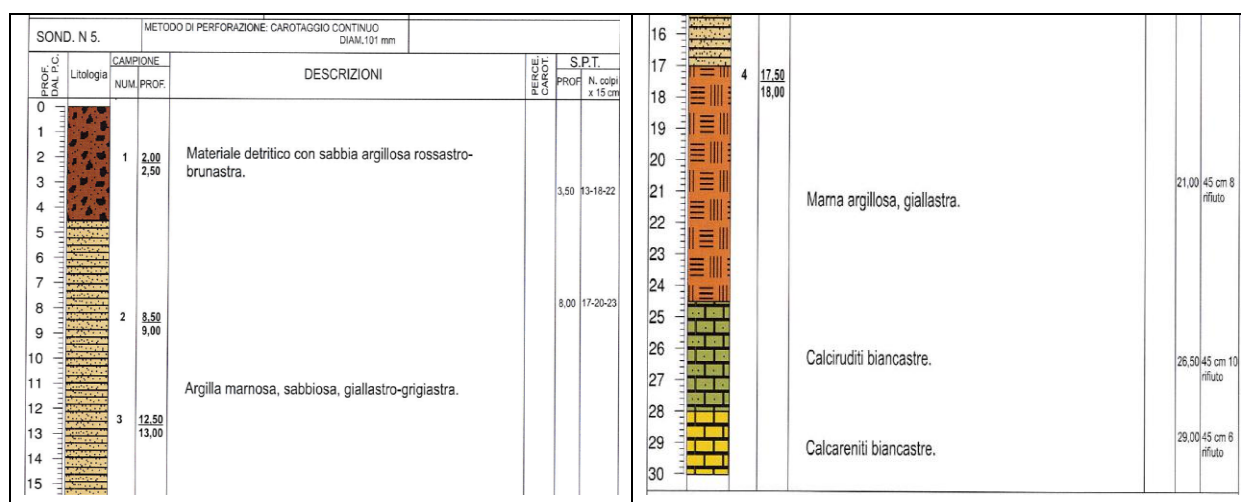 SOND. N 5.
METODO DI PERFORAZIONE: CAROTAGGIO CONTINUO
DIAM.101 mm
PROF. DAL P.C.
Litologia
CAMPIONE
NUM. PROF.
DESCRIZIONI
PERCE. CAROT.
S.P.T.
PROF N. colpi
x 15 cm
0
1
2
3
4
5
6
7
8
9
10
11
12
13
14
15
1 2,00
2,50
Materiale detritico con sabbia argillosa rossastro-
brunastra.
3,50 13-18-22
8,00 17-20-23
2 8,50
9,00
Argilla marnosa, sabbiosa, giallastro-grigiastra.
3 12,50
13,00
16
17
18
19
20
21
22
23
24
25
26
27
28
29
30
4 17,50
18,00
Marna argillosa, giallastra.
21,00 45 cm 8
rifiuto
Calciruditi biancastre.
26,50 45 cm 10
rifiuto
Calcareniti biancastre.
29,00 45 cm 6
rifiuto